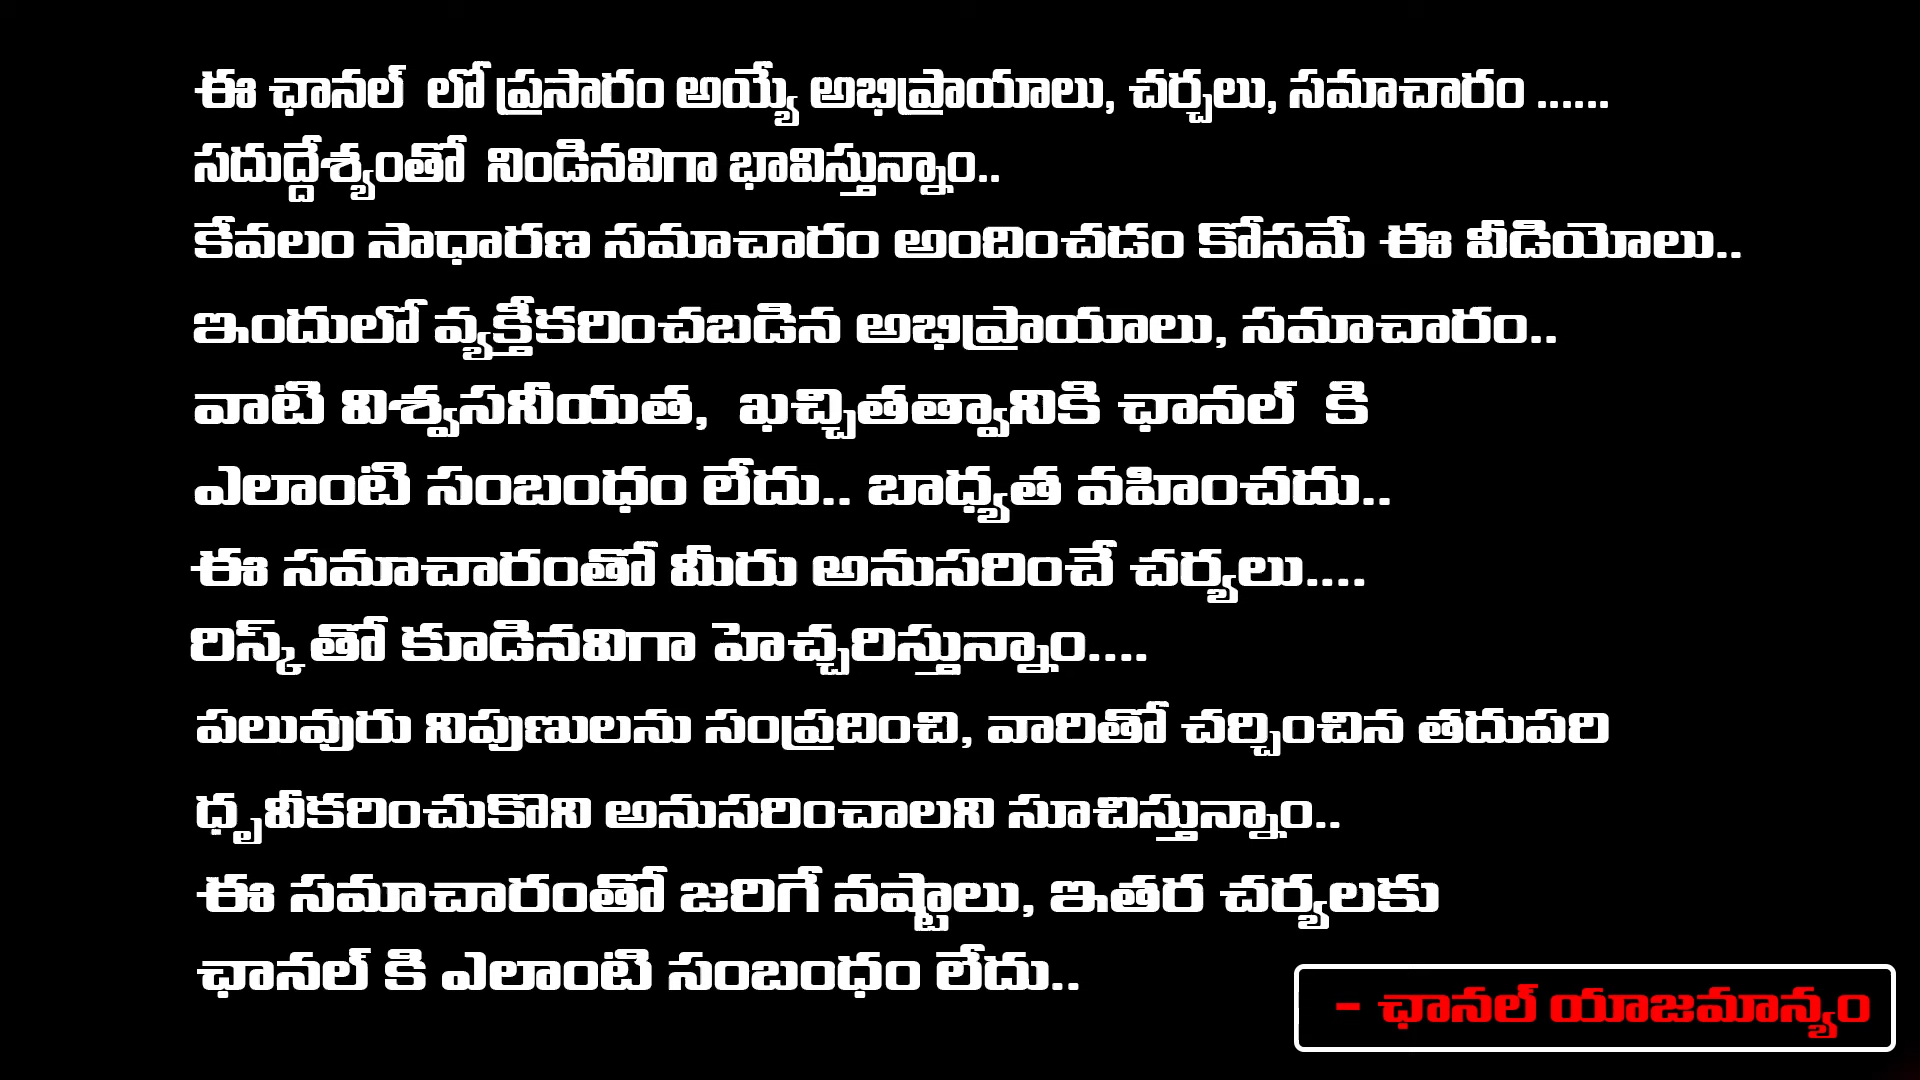 ఈ ఛానల్ లో ప్రసారం అయ్యే అభిప్రాయాలు, చర్చలు, సమాచారం ......
సదుద్దేశ్యంతో నిండినవిగా భావిస్తున్నాం..
కేవలం సాధారణ సమాచారం అందించడం కోసమే ఈ వీడియోలు..
ఇందులో వ్యక్తీకరించబడిన అభిప్రాయాలు, సమాచారం..
వాటి విశ్వసనీయత, ఖచ్చితత్వానికి ఛానల్ కి
ఎలాంటి సంబంధం లేదు.. బాధ్యత వహించదు..
ఈ సమాచారంతో మీరు అనుసరించే చర్యలు....
రిస్క్ తో కూడినవిగా హెచ్చరిస్తున్నాం....
పలువురు నిపుణులను సంప్రదించి, వారితో చర్చించిన తదుపరి
ధృవీకరించుకొని అనుసరించాలని సూచిస్తున్నాం..
ఈ సమాచారంతో జరిగే నష్టాలు, ఇతర చర్యలకు
ఛానల్ కి ఎలాంటి సంబంధం లేదు..
- ఛానల్ యాజమాన్యం